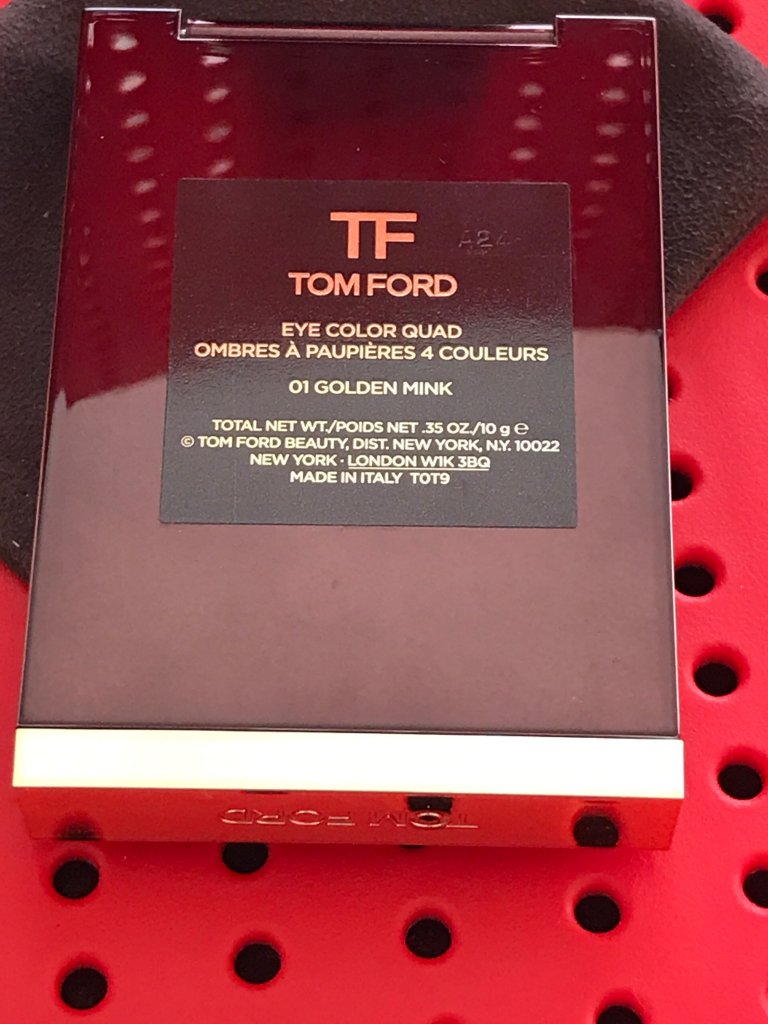 TF
A24
TOM FORD
EYE COLOR QUAD
OMBRES À PAUPIÈRES 4 COULEURS
01 GOLDEN MINK
TOTAL NET WT./POIDS NET .35 OZ./10 g ℮
© TOM FORD BEAUTY, DIST. NEW YORK, N.Y. 10022
NEW YORK · LONDON W1K 3BQ
MADE IN ITALY T0T9
TOM FORD